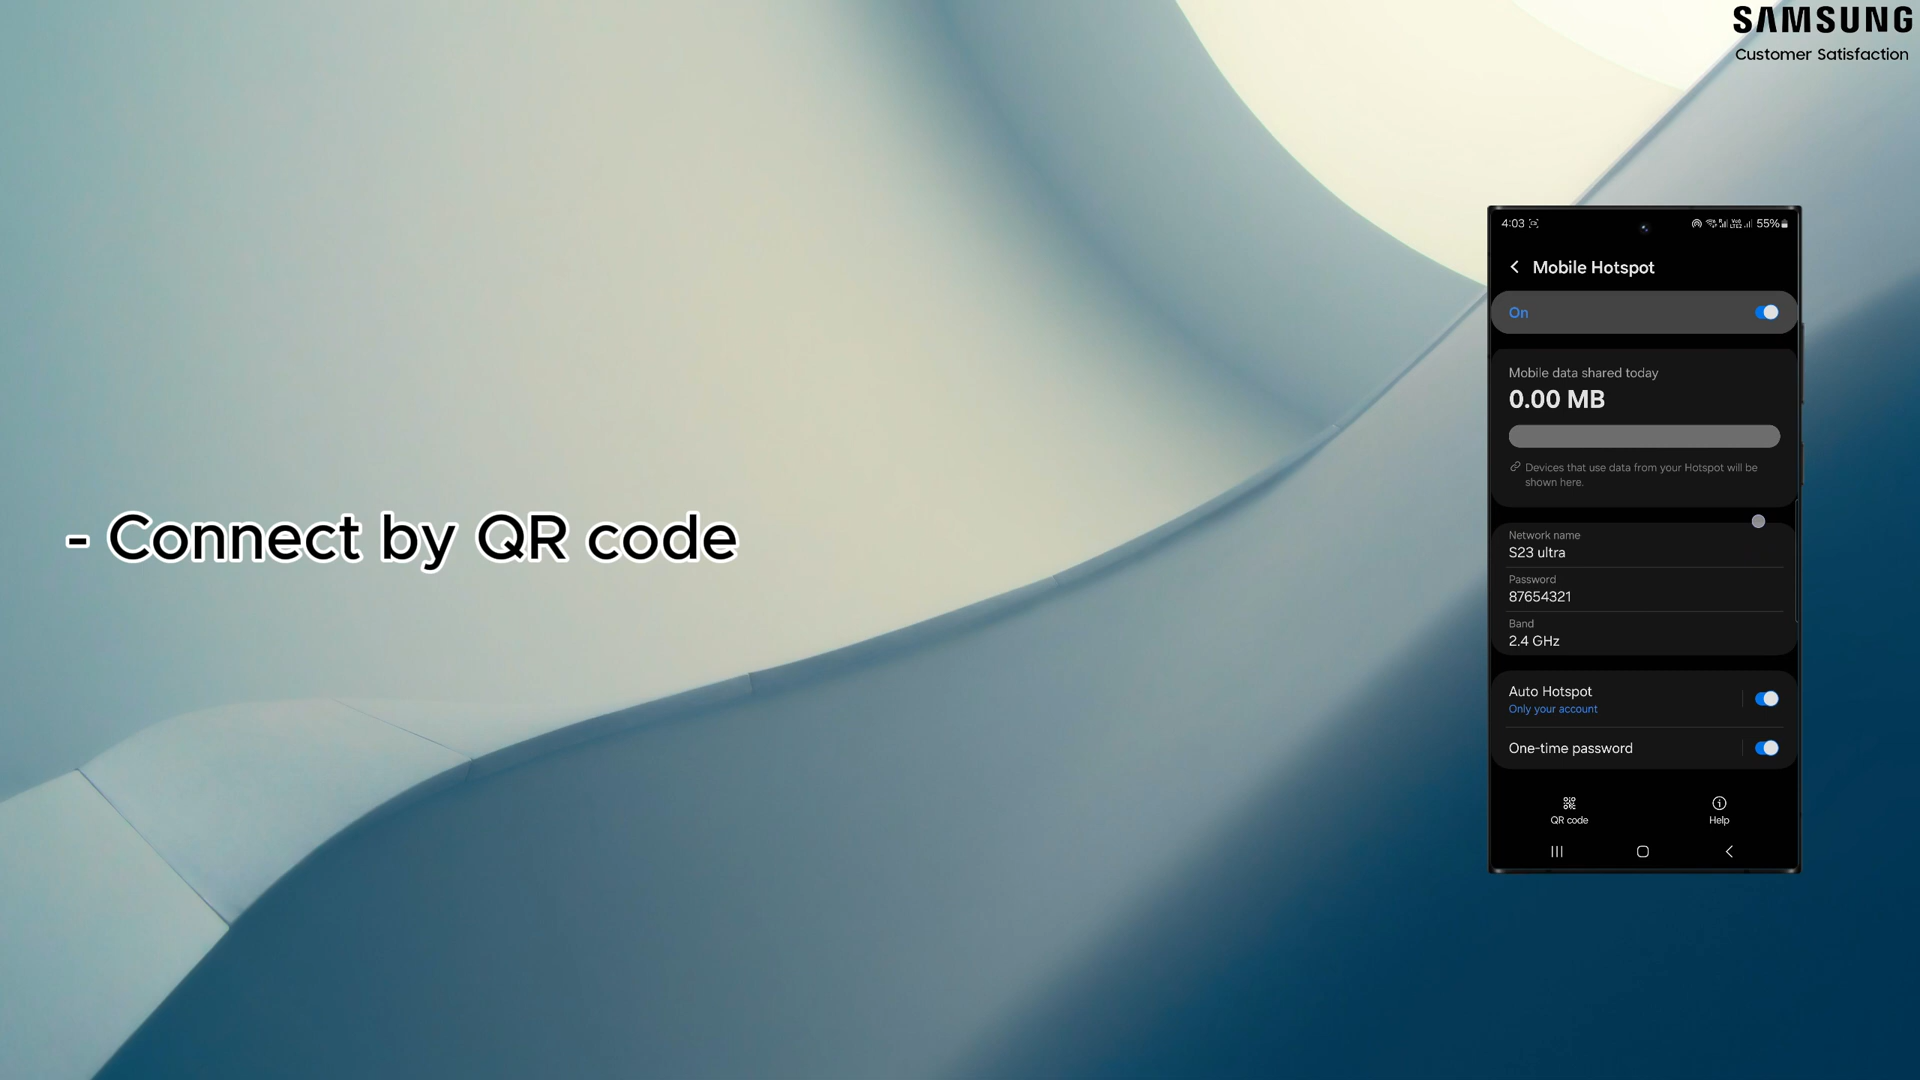 SAMSUNG
Customer Satisfaction
- Connect by QR code
4:03
55%
Mobile Hotspot
On
Mobile data shared today
0.00 MB
Devices that use data from your Hotspot will be
shown here.
Network name
S23 ultra
Password
87654321
Band
2.4 GHz
Auto Hotspot
Only your account
One-time password
QR code
Help